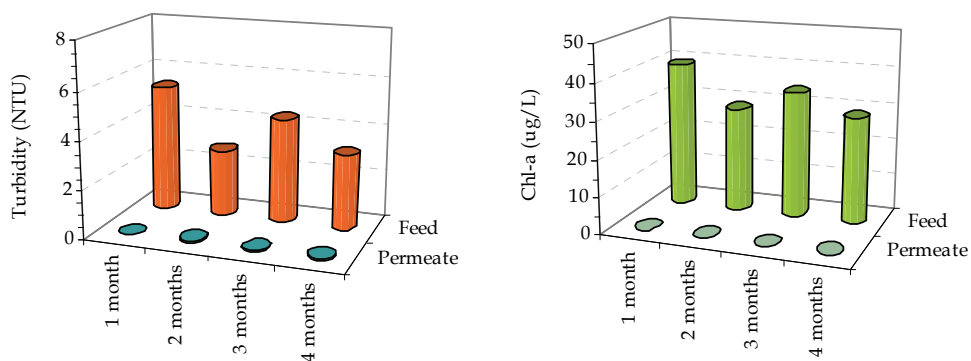 Turbidity (NTU)
8
6
4
2
0
1 month
2 months
3 months
4 months
Feed
Permeate
Chl-a (ug/L)
50
40
30
20
10
0
1 month
2 months
3 months
4 months
Feed
Permeate